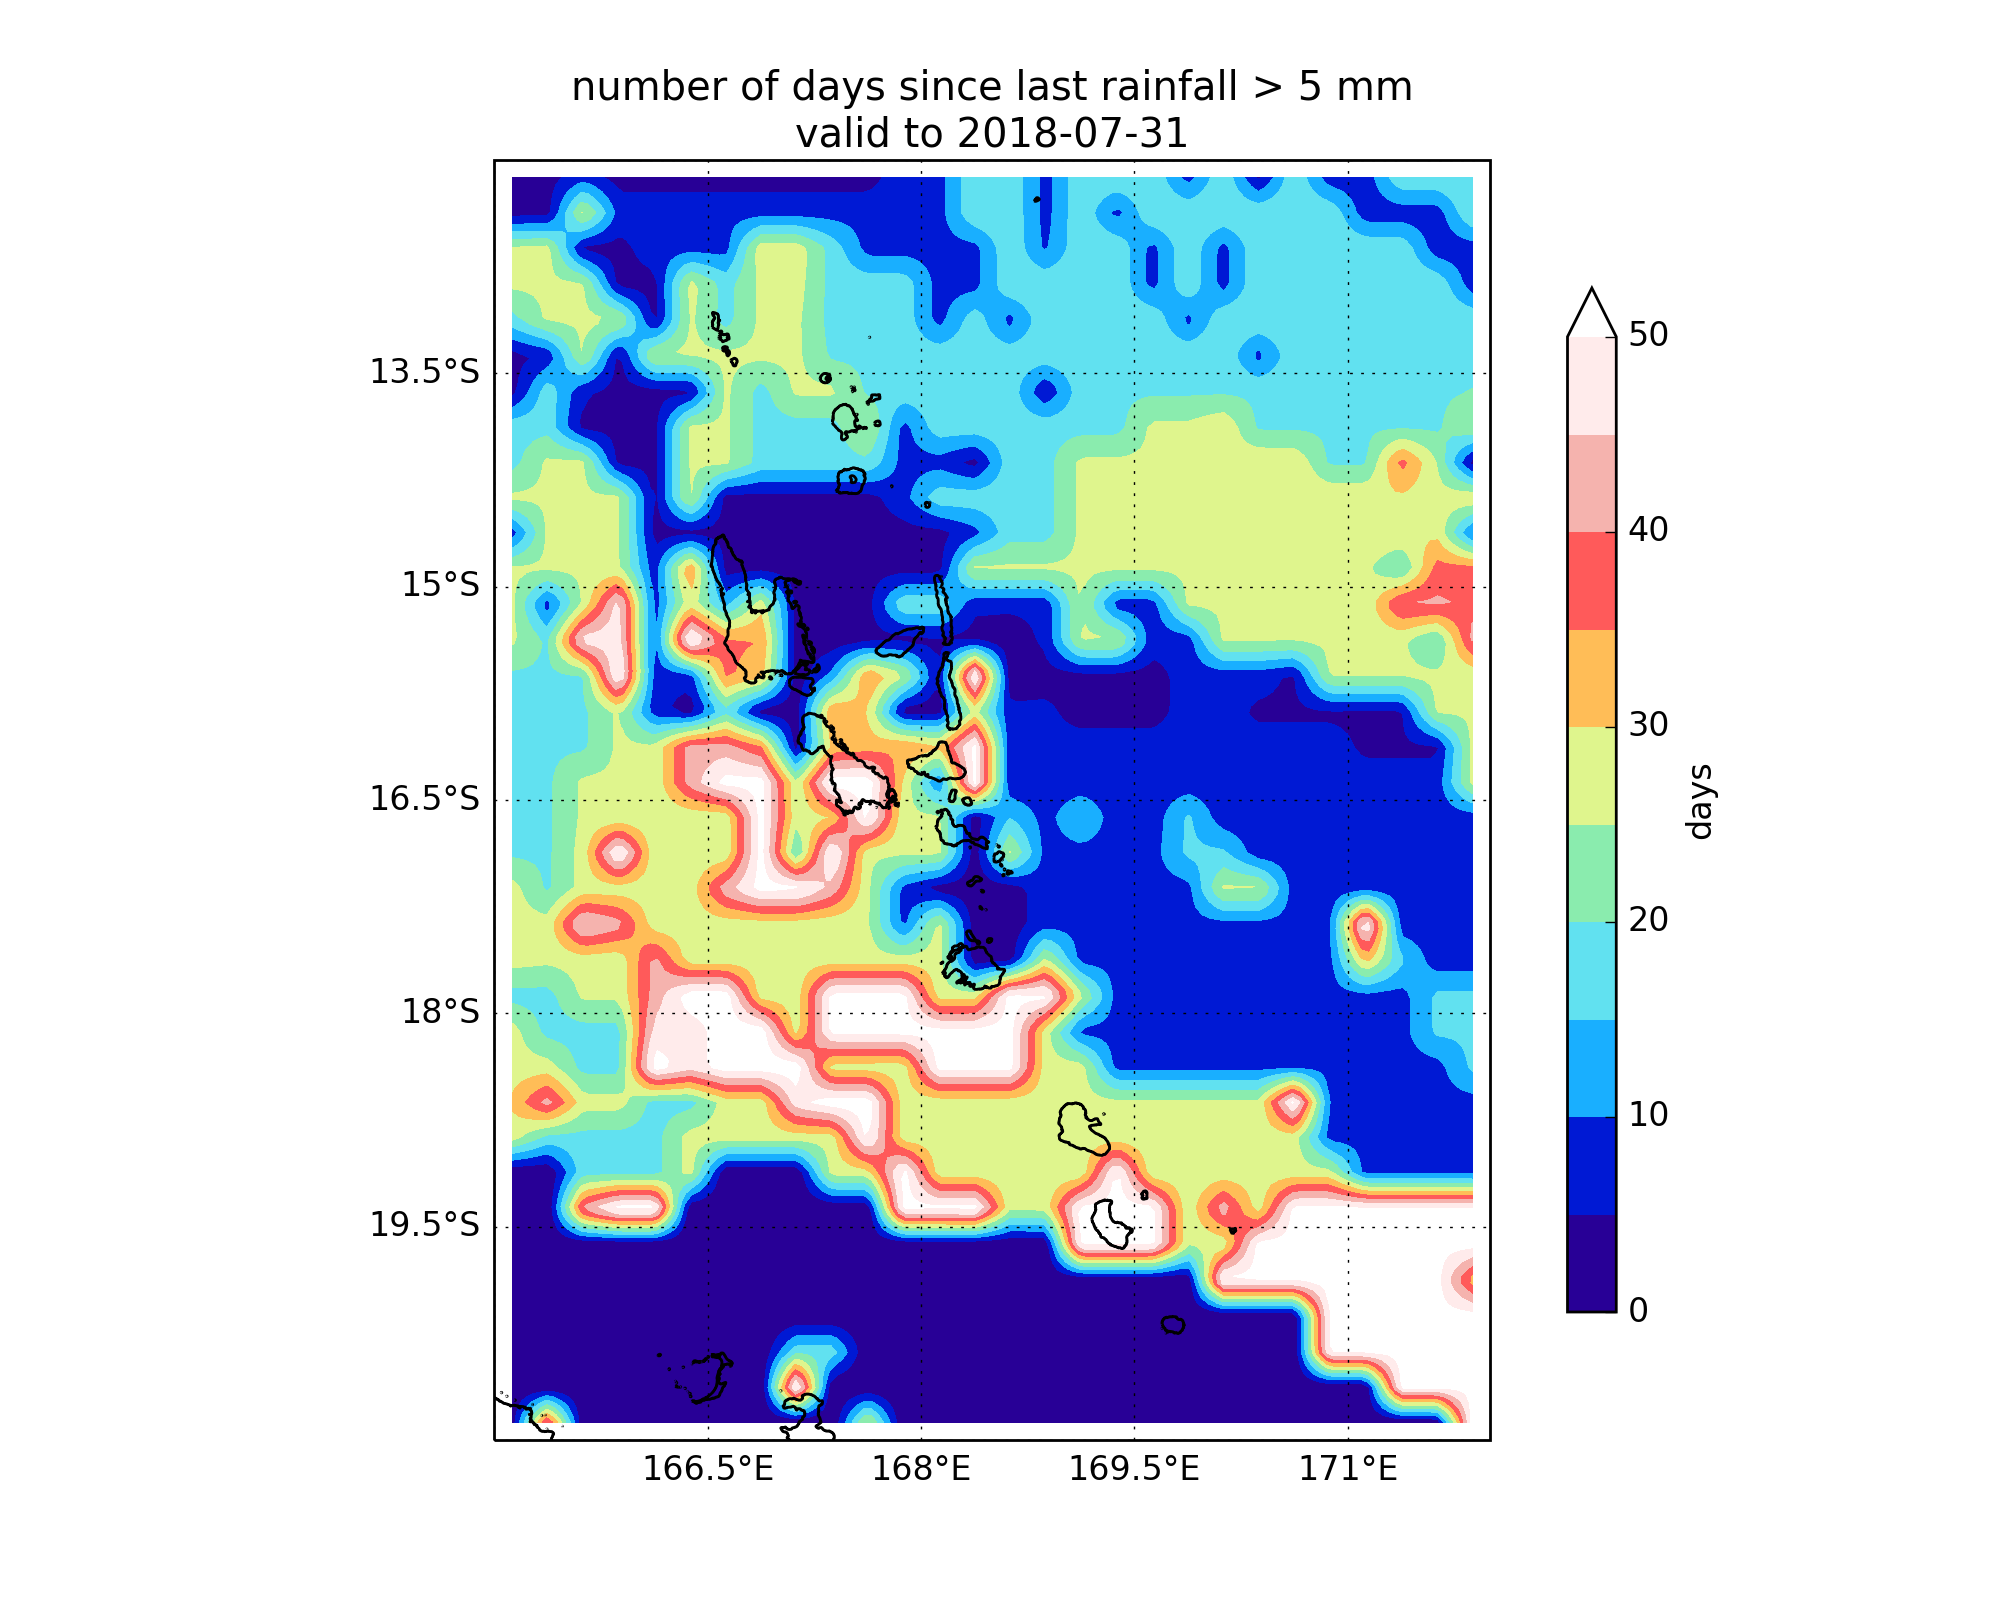 number of days since last rainfall > 5 mm
valid to 2018-07-31
50
13.5°S
40
15°S
30
16.5°S
days
20
18°S
10
19.5°S
0
166.5°E 168°E 169.5°E 171°E